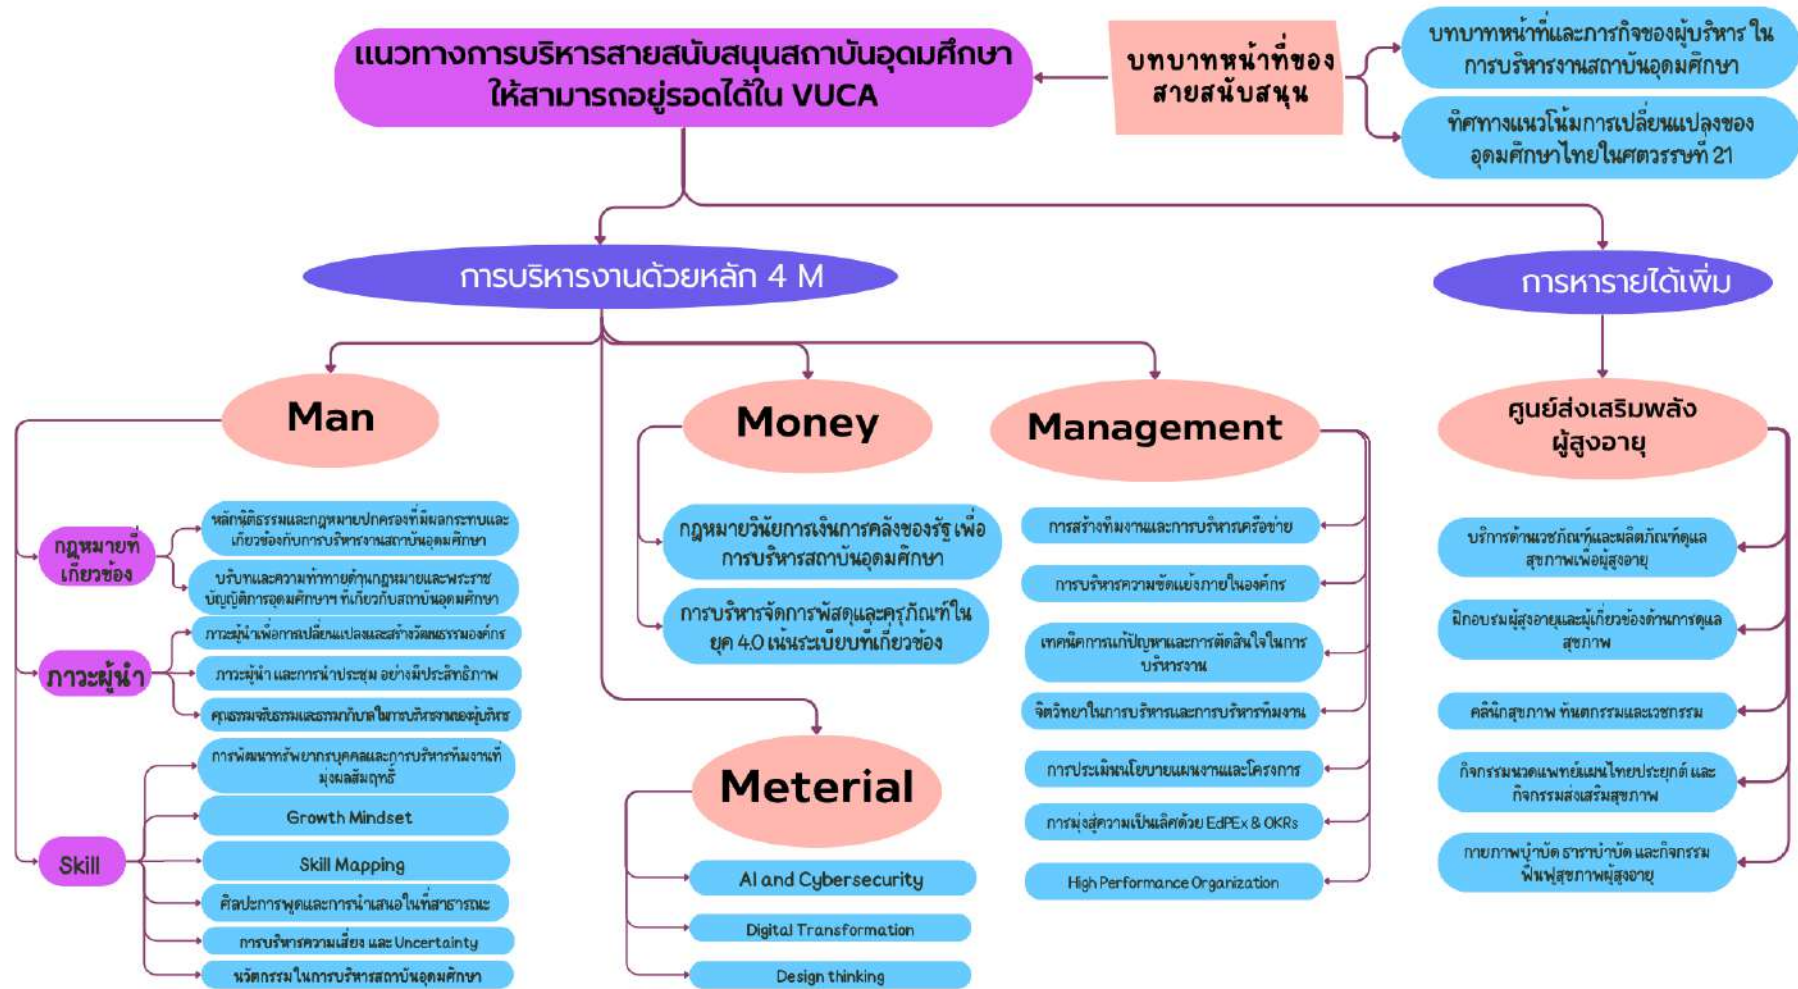 แนวทางการบริหารสายสนับสนุนสถาบันอุดมศึกษา
ให้สามารถอยู่รอดได้ใน VUCA
บทบาทหน้าที่ของ
สายสนับสนุน
บทบาทหน้าที่และภารกิจของผู้บริหาร ใน
การบริหารงานสถาบันอุดมศึกษา
ทิศทางแนวโน้มการเปลี่ยนแปลงของ
อุดมศึกษาไทยในศตวรรษที่ 21
การบริหารงานด้วยหลัก 4 M
การหารายได้เพิ่ม
Man
กฎหมายที่
เกี่ยวข้อง
หลักนิติธรรมและกฎหมายปกครองที่มีผลกระทบและ
เกี่ยวข้องกับการบริหารงานสถาบันอุดมศึกษา
บริบทและความท้าทายด้านกฎหมายและพระราช
บัญญัติการอุดมศึกษาฯ ที่เกี่ยวกับสถาบันอุดมศึกษา
ภาวะผู้นำ
ภาวะผู้นำเพื่อการเปลี่ยนแปลงและสร้างวัฒนธรรมองค์กร
ภาวะผู้นำ และการนำประชุม อย่างมีประสิทธิภาพ
คุณธรรมจริยธรรมและธรรมาภิบาลในการบริหารงานของผู้บริหาร
Skill
การพัฒนาทรัพยากรบุคคลและการบริหารทีมงานที่
มุ่งผลสัมฤทธิ์
Growth Mindset
Skill Mapping
ศิลปะการพูดและการนำเสนอในที่สาธารณะ
การบริหารความเสี่ยง และ Uncertainty
นวัตกรรมในการบริหารสถาบันอุดมศึกษา
Money
กฎหมายวินัยการเงินการคลังของรัฐ เพื่อ
การบริหารสถาบันอุดมศึกษา
การบริหารจัดการพัสดุและครุภัณฑ์ใน
ยุค 4.0 เน้นระเบียบที่เกี่ยวข้อง
Meterial
AI and Cybersecurity
Digital Transformation
Design thinking
Management
การสร้างทีมงานและการบริหารเครือข่าย
การบริหารความขัดแย้งภายในองค์กร
เทคนิคการแก้ปัญหาและการตัดสินใจในการ
บริหารงาน
จิตวิทยาในการบริหารและการบริหารทีมงาน
การประเมินนโยบายแผนงานและโครงการ
การมุ่งสู่ความเป็นเลิศด้วย EdPEx & OKRs
High Performance Organization
ศูนย์ส่งเสริมพลัง
ผู้สูงอายุ
บริการด้านเวชภัณฑ์และผลิตภัณฑ์ดูแล
สุขภาพเพื่อผู้สูงอายุ
ฝึกอบรมผู้สูงอายุและผู้เกี่ยวข้องด้านการดูแล
สุขภาพ
คลินิกสุขภาพ ทันตกรรมและเวชกรรม
กิจกรรมนวดแพทย์แผนไทยประยุกต์ และ
กิจกรรมส่งเสริมสุขภาพ
กายภาพบำบัด ธาราบำบัด และกิจกรรม
ฟื้นฟูสุขภาพผู้สูงอายุ